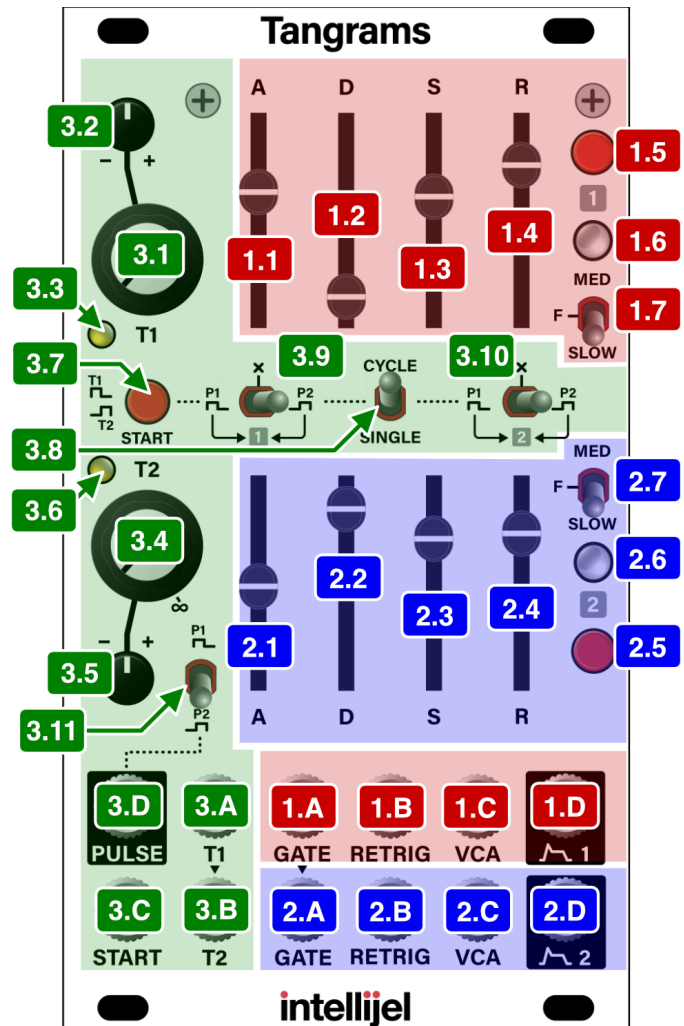 Tangrams
A D S R
3.2
- +
1.5
1
1.2
3.1 1.1 1.3 1.4 1.6
MED
3.3
F
1.7
T1
SLOW
3.7
3.9
CYCLE
3.10
T1
T2
START
P1
X
P2
1
P1
X
P2
2
3.8
SINGLE
T2
3.6
MED
F
2.7
SLOW
3.4
2.2
2.6
2.3 2.4
2
∞
P1
- +
3.5
2.1
2.5
3.11
P2
A D S R
3.D 3.A 1.A 1.B 1.C 1.D
PULSE T1 GATE RETRIG VCA 1
3.C 3.B 2.A 2.B 2.C 2.D
START T2 GATE RETRIG VCA 2
intellijel